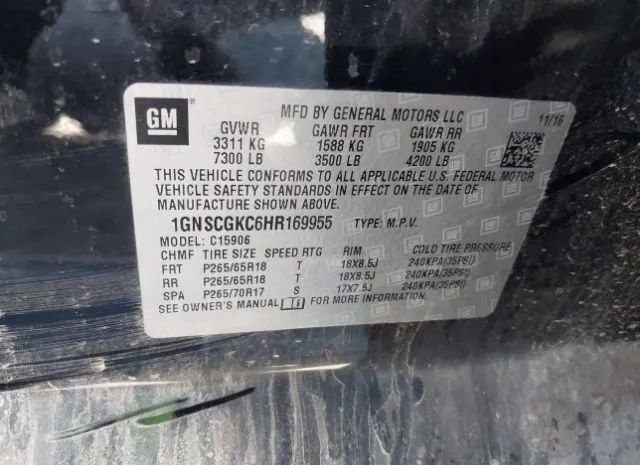 GM
MFD BY GENERAL MOTORS LLC 11/16
GVWR GAWR FRT GAWR RR
3311 KG 1588 KG 1905 KG
7300 LB 3500 LB 4200 LB
THIS VEHICLE CONFORMS TO ALL APPLICABLE U.S. FEDERAL MOTOR
VEHICLE SAFETY STANDARDS IN EFFECT ON THE DATE OF
MANUFACTURE SHOWN ABOVE.
1GNSCGKC6HR169955 TYPE: M.P.V.
MODEL: C15906
CHMF TIRE SIZE SPEED RTG RIM COLD TIRE PRESSURE
FRT P265/65R18 T 18X8.5J 240KPA(35PSI)
RR P265/65R18 T 18X8.5J 240KPA(35PSI)
SPA P265/70R17 S 17X7.5J 240KPA(35PSI)
SEE OWNER'S MANUAL FOR MORE INFORMATION.